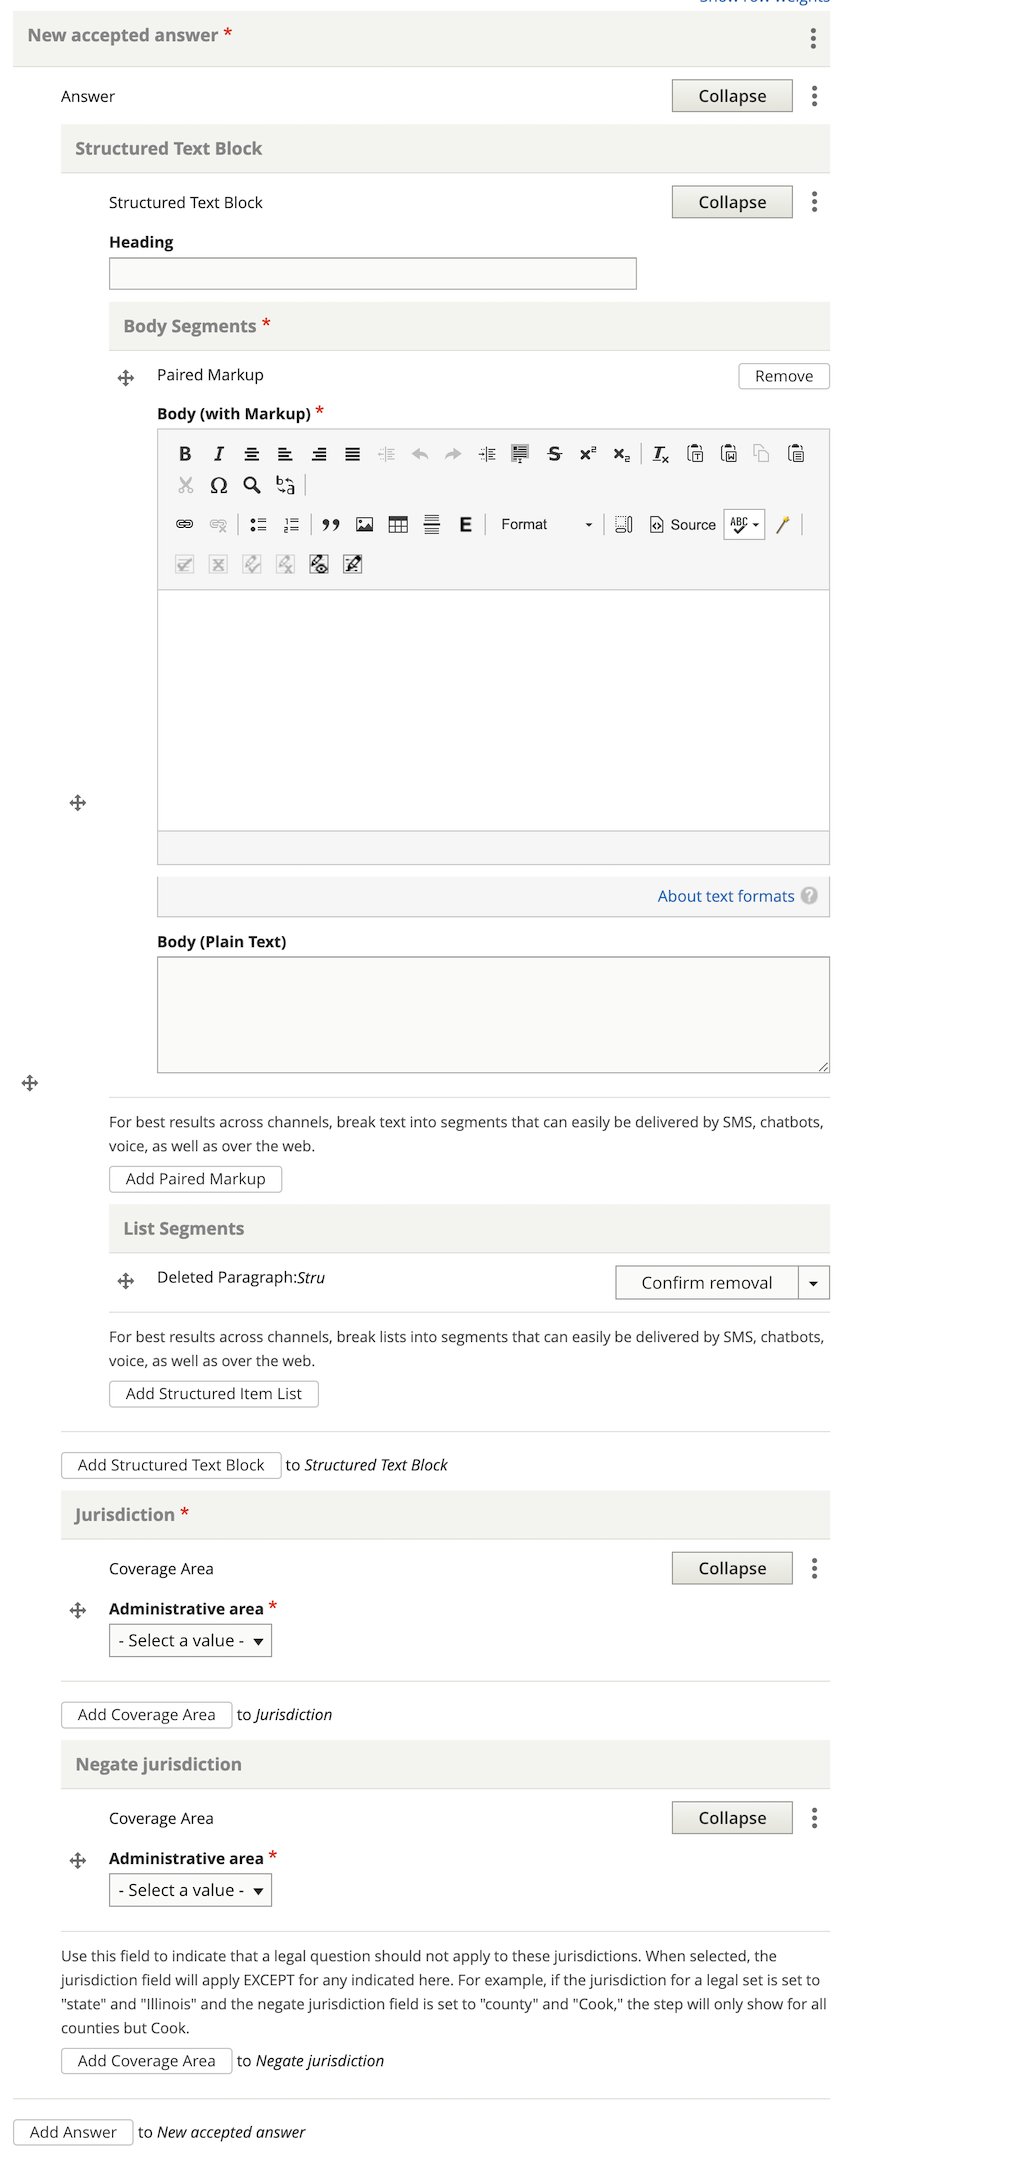 Show row weights
New accepted answer *
Answer
Collapse
Structured Text Block
Structured Text Block
Collapse
Heading
Body Segments *
Paired Markup
Remove
Body (with Markup) *
Format
Source
ABC
About text formats ?
Body (Plain Text)
For best results across channels, break text into segments that can easily be delivered by SMS, chatbots,
voice, as well as over the web.
Add Paired Markup
List Segments
Deleted Paragraph:Stru
Confirm removal
For best results across channels, break lists into segments that can easily be delivered by SMS, chatbots,
voice, as well as over the web.
Add Structured Item List
Add Structured Text Block to Structured Text Block
Jurisdiction *
Coverage Area
Collapse
Administrative area *
- Select a value -
Add Coverage Area to Jurisdiction
Negate jurisdiction
Coverage Area
Collapse
Administrative area *
- Select a value -
Use this field to indicate that a legal question should not apply to these jurisdictions. When selected, the
jurisdiction field will apply EXCEPT for any indicated here. For example, if the jurisdiction for a legal set is set to
"state" and "Illinois" and the negate jurisdiction field is set to "county" and "Cook," the step will only show for all
counties but Cook.
Add Coverage Area to Negate jurisdiction
Add Answer to New accepted answer